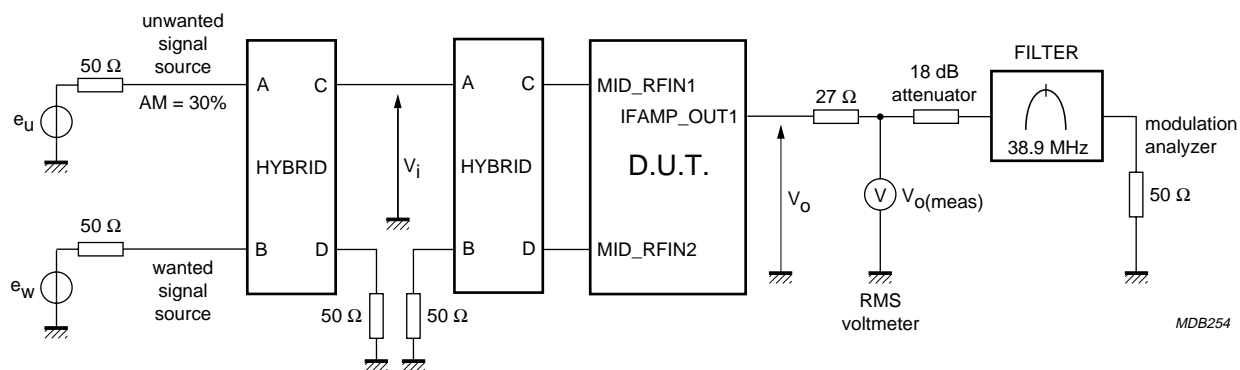 unwanted
signal
source
50 Ω
AM = 30%
e_u
A
C
HYBRID
B
D
50 Ω
e_w
wanted
signal
source
50 Ω
V_i
50 Ω
A
C
HYBRID
B
D
MID_RFIN1
IFAMP_OUT1
D.U.T.
MID_RFIN2
V_o
27 Ω
V
V_o(meas)
RMS
voltmeter
18 dB
attenuator
FILTER
38.9 MHz
modulation
analyzer
50 Ω
MDB254